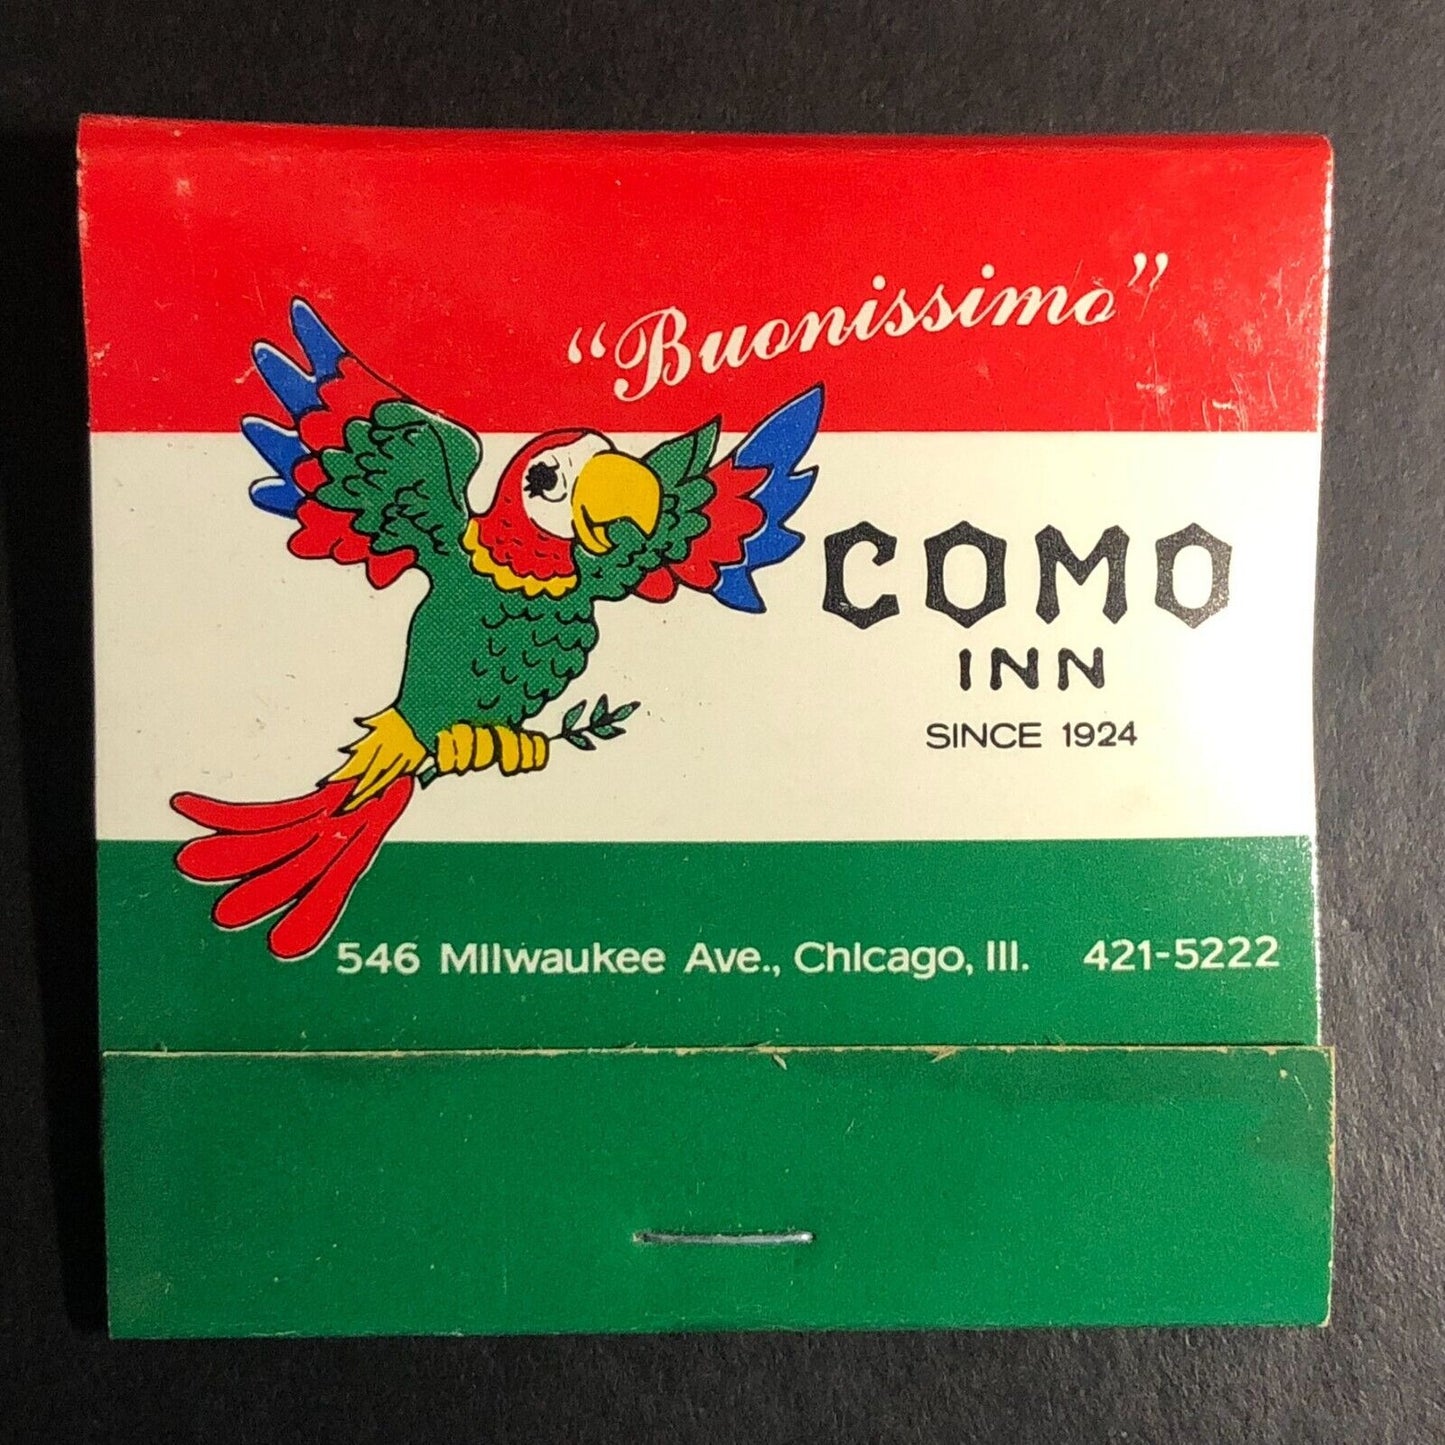 “Buonissimo”
COMO
INN
SINCE 1924
546 Milwaukee Ave., Chicago, Ill. 421-5222